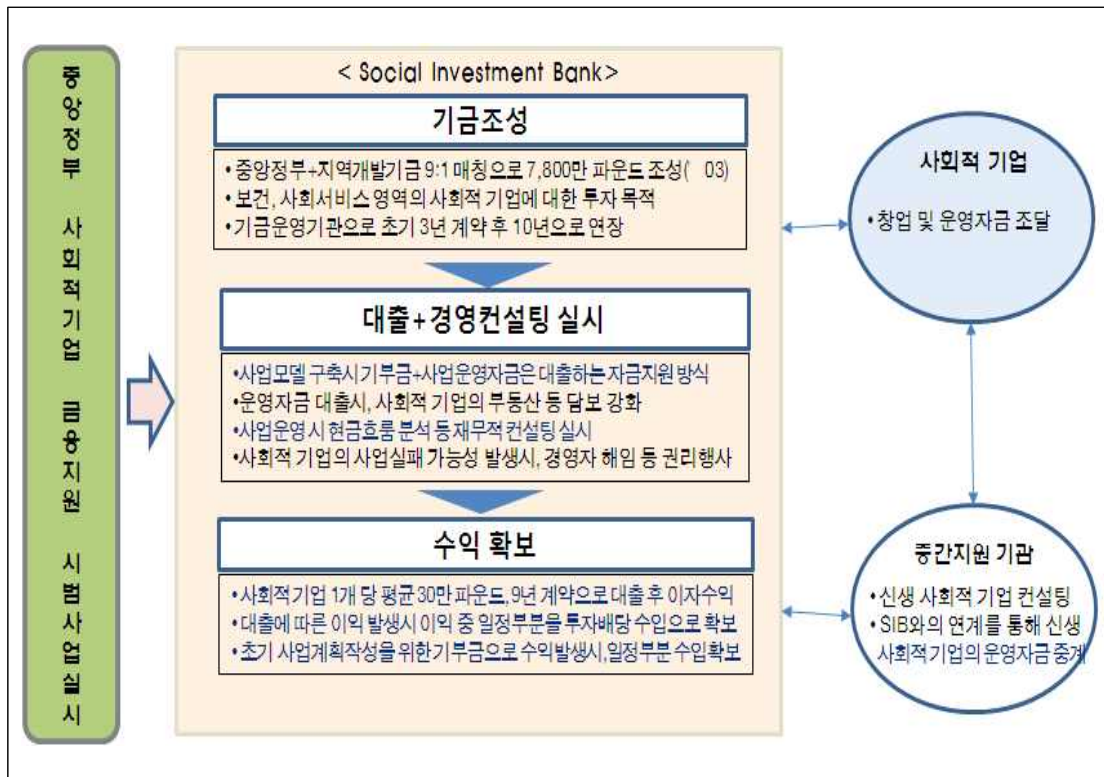 중앙정부 사회적기업 금융지원 시범사업실시
< Social Investment Bank>
기금조성
• 중앙정부+지역개발기금 9:1 매칭으로 7,800만 파운드 조성( 03)
• 보건, 사회서비스 영역의 사회적 기업에 대한 투자 목적
• 기금운영기관으로 초기 3년 계약 후 10년으로 연장
대출+경영컨설팅 실시
•사업모델 구축시 기부금+사업운영자금은 대출하는 자금지원 방식
•운영자금 대출시, 사회적 기업의 부동산 등 담보 강화
•사업운영시 현금흐름 분석 등 재무적 컨설팅 실시
•사회적 기업의 사업실패 가능성 발생시, 경영자 해임 등 권리행사
수익 확보
• 사회적기업 1개 당 평균 30만 파운드, 9년 계약으로 대출 후 이자수익
• 대출에 따른 이익 발생시 이익 중 일정부분을 투자배당 수입으로 확보
• 초기 사업계획작성을 위한 기부금으로 수익발생시, 일정부분 수입확보
사회적 기업
• 창업 및 운영자금 조달
중간지원 기관
• 신생 사회적 기업 컨설팅
• SIB와의 연계를 통해 신생
사회적기업의 운영자금 중계